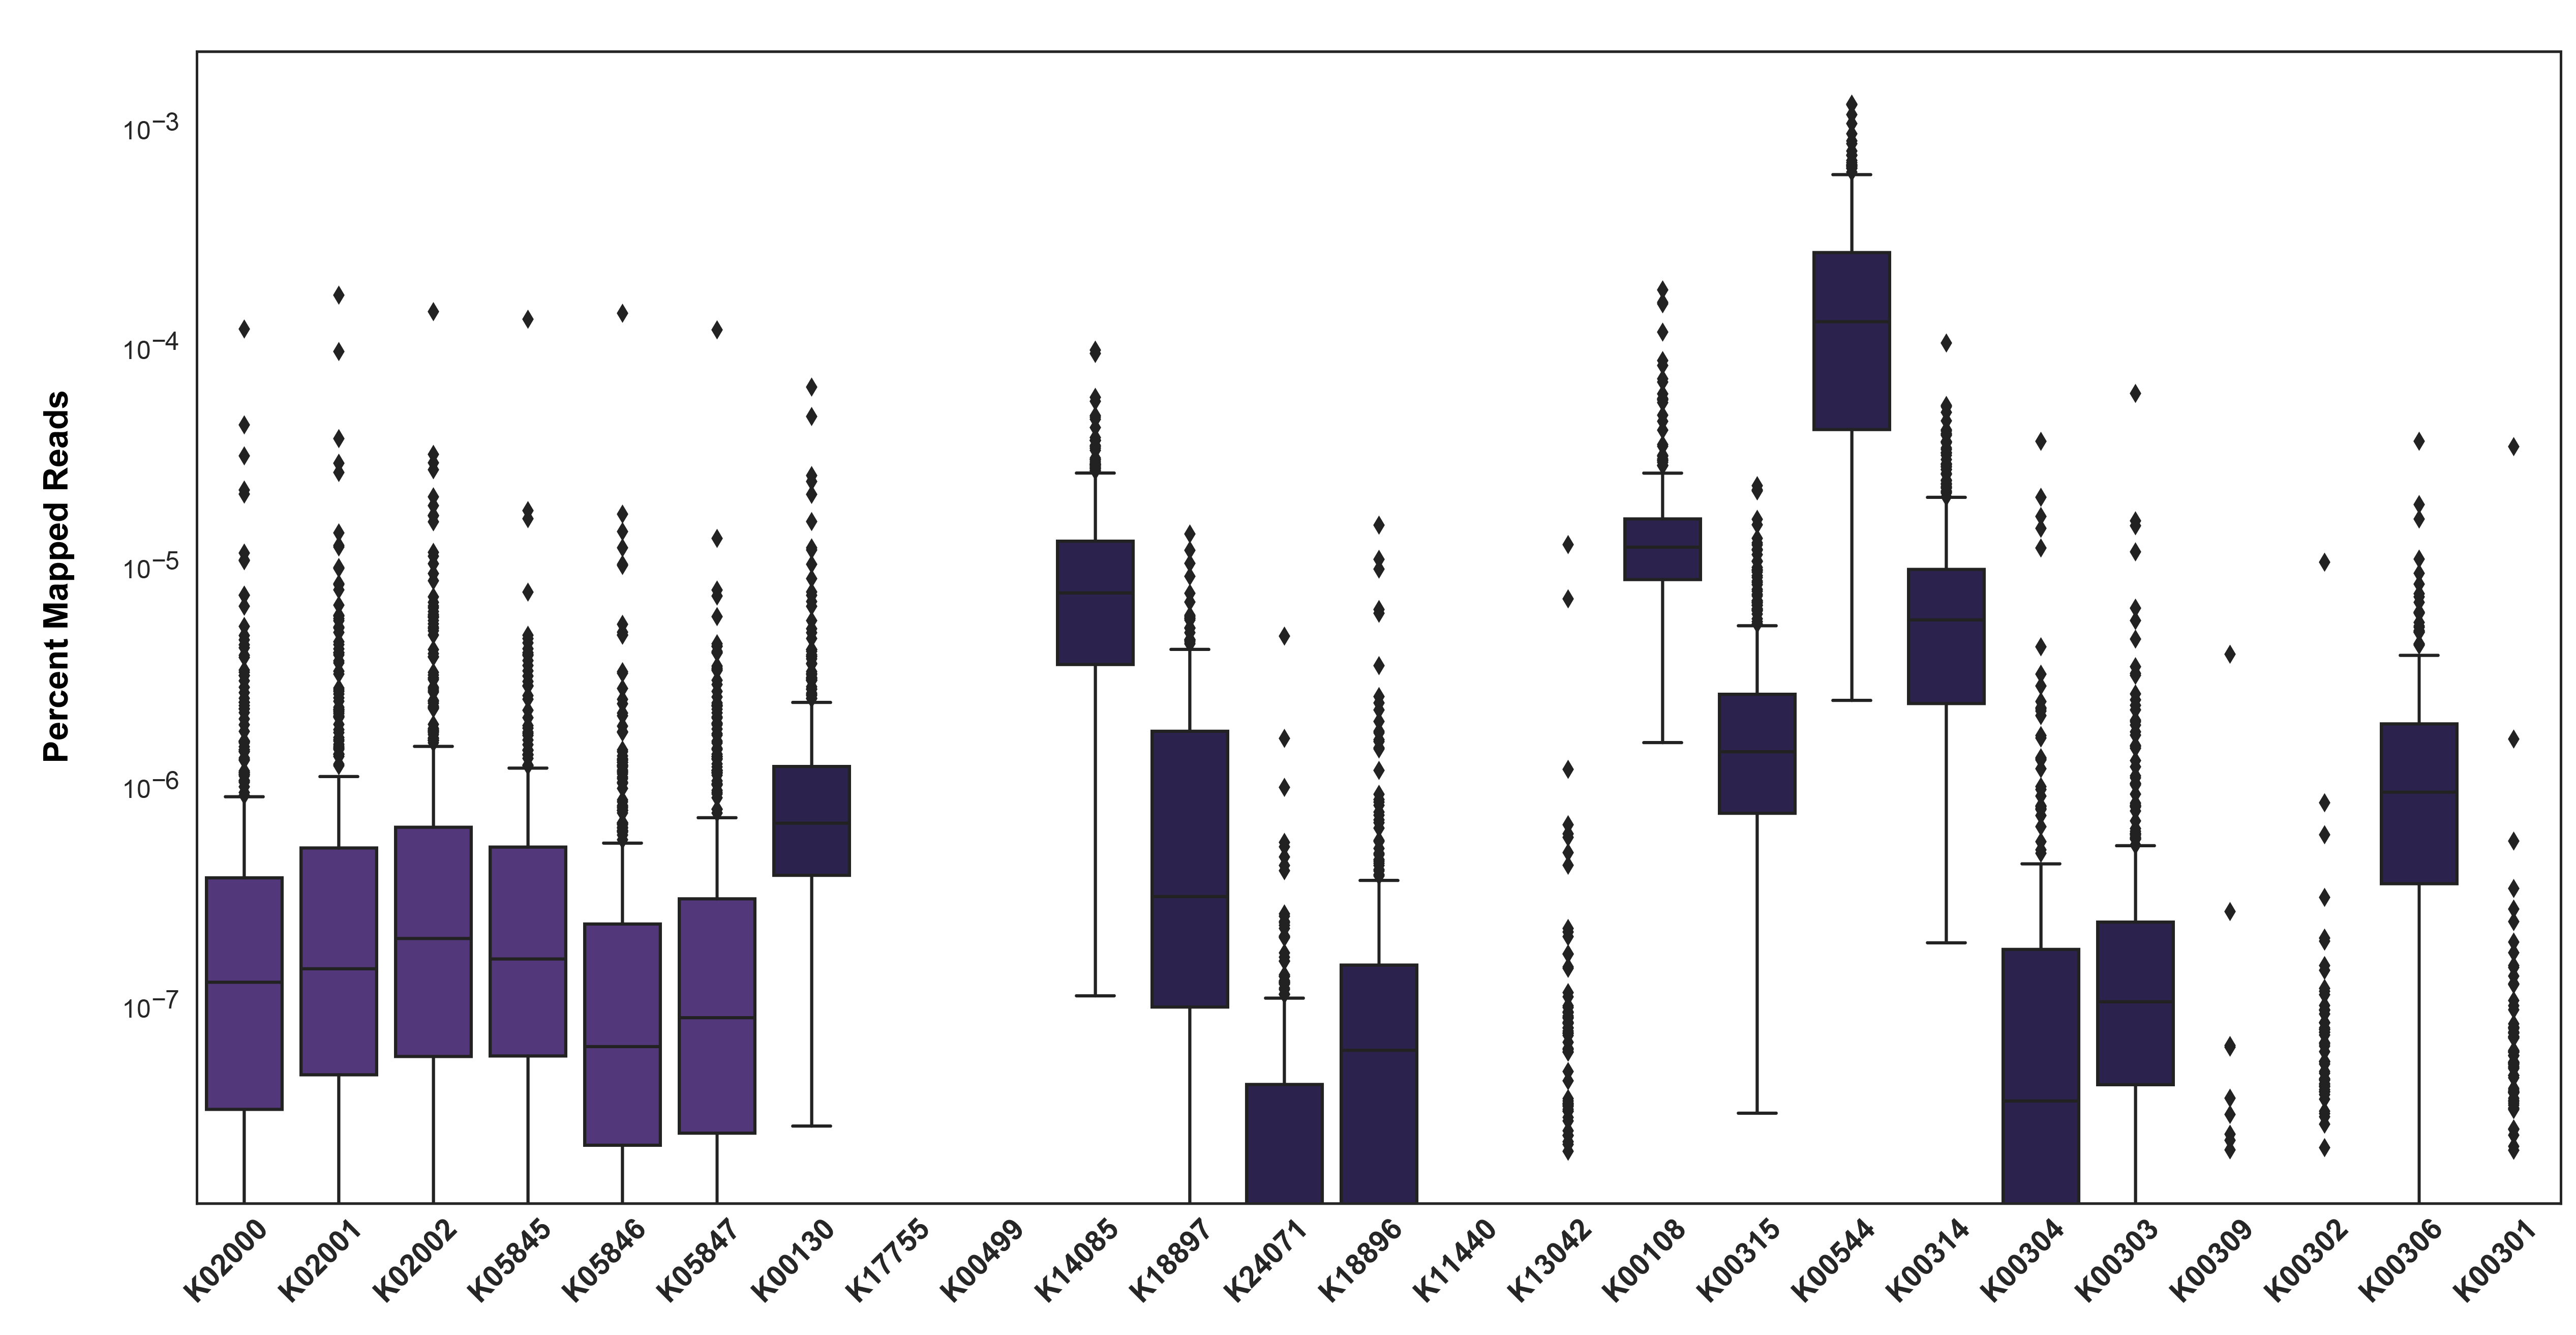 Percent Mapped Reads
10−3
10−4
10−5
10−6
10−7
K02000
K02001
K02002
K05845
K05846
K05847
K00130
K17755
K00499
K14085
K18897
K24071
K18896
K11440
K13042
K00108
K00315
K00544
K00314
K00304
K00303
K00309
K00302
K00306
K00301